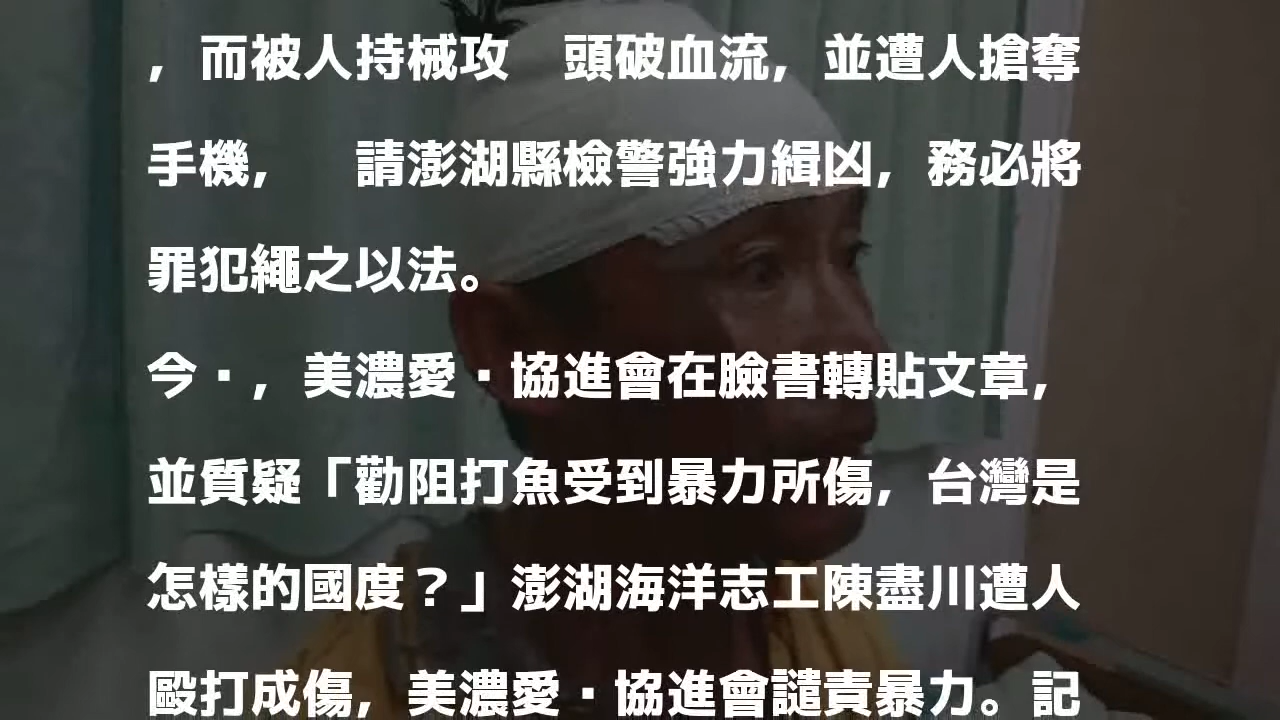 ，而被人持械攻　頭破血流，並遭人搶奪
手機，　請澎湖縣檢警強力緝凶，務必將
罪犯繩之以法。
今·，美濃愛·協進會在臉書轉貼文章，
並質疑「勸阻打魚受到暴力所傷，台灣是
怎樣的國度？」澎湖海洋志工陳盡川遭人
毆打成傷，美濃愛·協進會譴責暴力。記